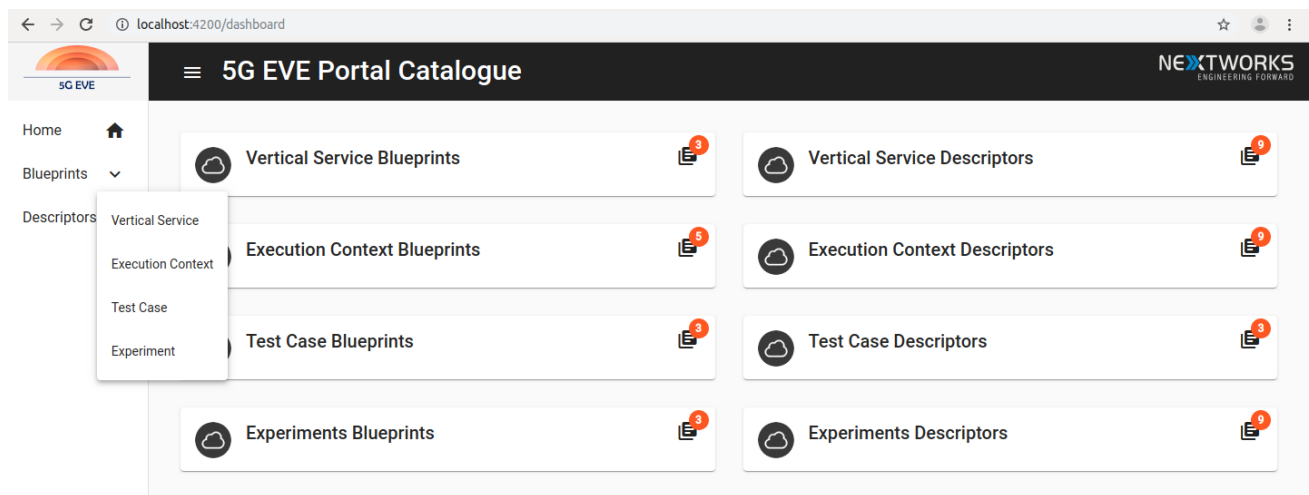 localhost:4200/dashboard
5G EVE
5G EVE Portal Catalogue
NEXTWORKS
ENGINEERING FORWARD
Home
Blueprints
Descriptors
Vertical Service
Execution Context
Test Case
Experiment
Vertical Service Blueprints
3
Vertical Service Descriptors
9
Execution Context Blueprints
5
Execution Context Descriptors
9
Test Case Blueprints
3
Test Case Descriptors
3
Experiments Blueprints
3
Experiments Descriptors
9